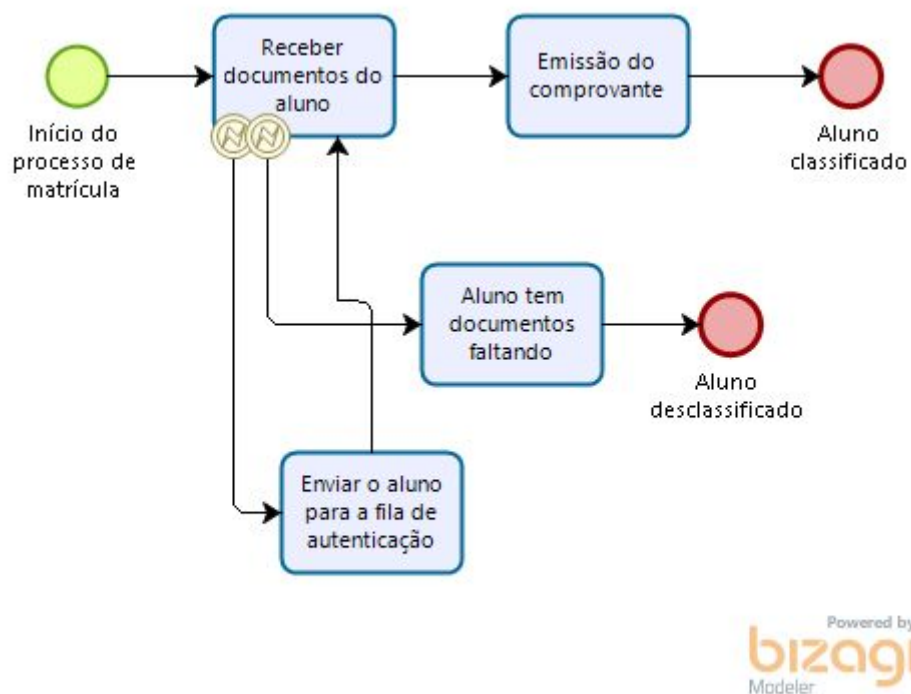 Receber
documentos do
aluno
Emissão do
comprovante
Início do
processo de
matrícula
Aluno
classificado
Aluno tem
documentos
faltando
Aluno
desclassificado
Enviar o aluno
para a fila de
autenticação
Powered by
bizagi
Modeler